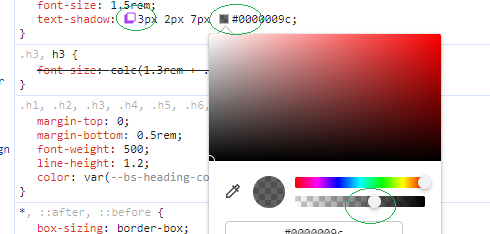 font-size: 1.5rem;
text-shadow: 3px 2px 7px #0000009c;
}
.h3, h3 {
font-size: calc(1.3rem + .
}
.h1, .h2, .h3, .h4, .h5, .h6,
margin-top: 0;
margin-bottom: 0.5rem;
font-weight: 500;
line-height: 1.2;
color: var(--bs-heading-co
}
*, ::after, ::before {
box-sizing: border-box;
#0000009c